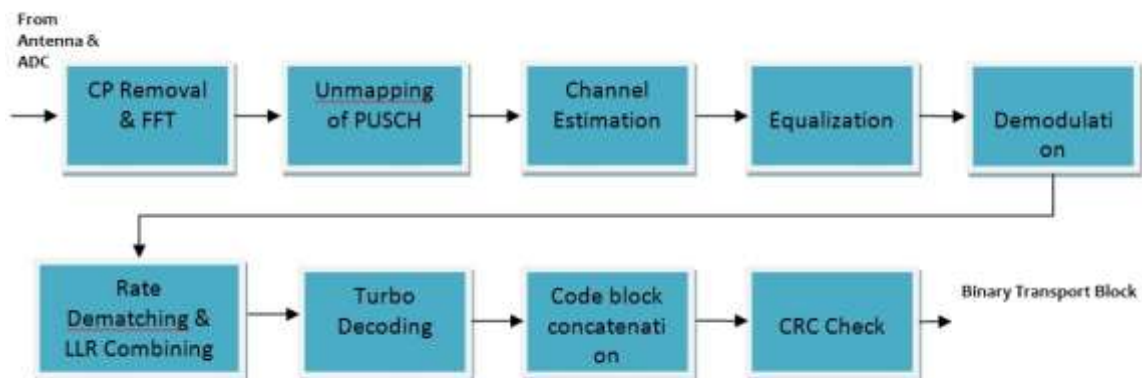 From
Antenna &
ADC
CP Removal
& FFT
Unmapping
of PUSCH
Channel
Estimation
Equalization
Demodulati
on
Rate
Dematching &
LLR Combining
Turbo
Decoding
Code block
concatenati
on
CRC Check
Binary Transport Block